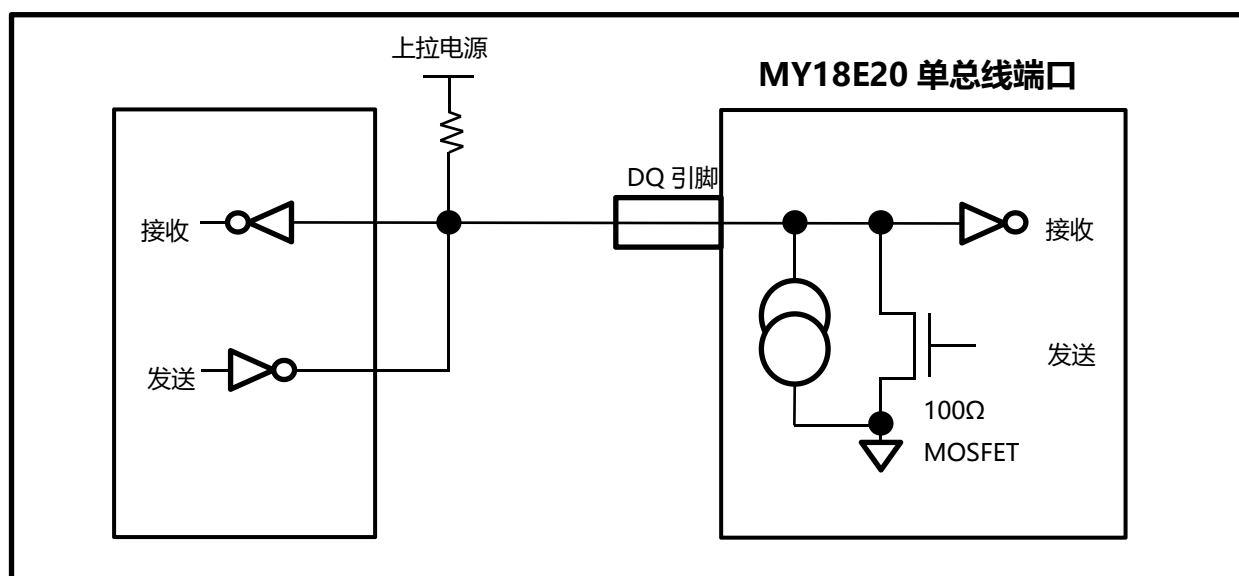 上拉电源
MY18E20 单总线端口
DQ 引脚
接收
接收
发送
发送
100Ω
MOSFET